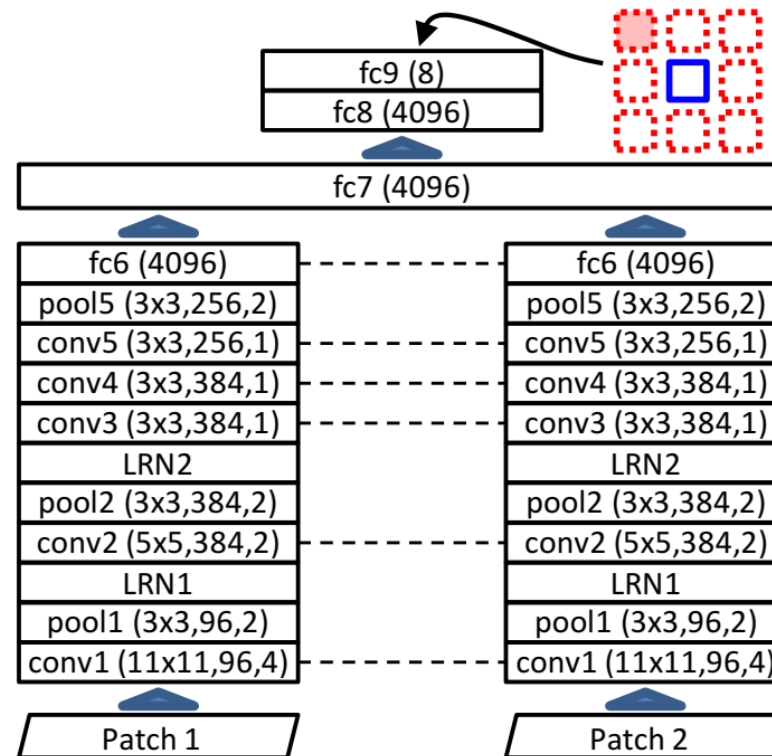 fc9 (8)
fc8 (4096)
fc7 (4096)
fc6 (4096)
pool5 (3x3,256,2)
conv5 (3x3,256,1)
conv4 (3x3,384,1)
conv3 (3x3,384,1)
LRN2
pool2 (3x3,384,2)
conv2 (5x5,384,2)
LRN1
pool1 (3x3,96,2)
conv1 (11x11,96,4)
Patch 1
fc6 (4096)
pool5 (3x3,256,2)
conv5 (3x3,256,1)
conv4 (3x3,384,1)
conv3 (3x3,384,1)
LRN2
pool2 (3x3,384,2)
conv2 (5x5,384,2)
LRN1
pool1 (3x3,96,2)
conv1 (11x11,96,4)
Patch 2